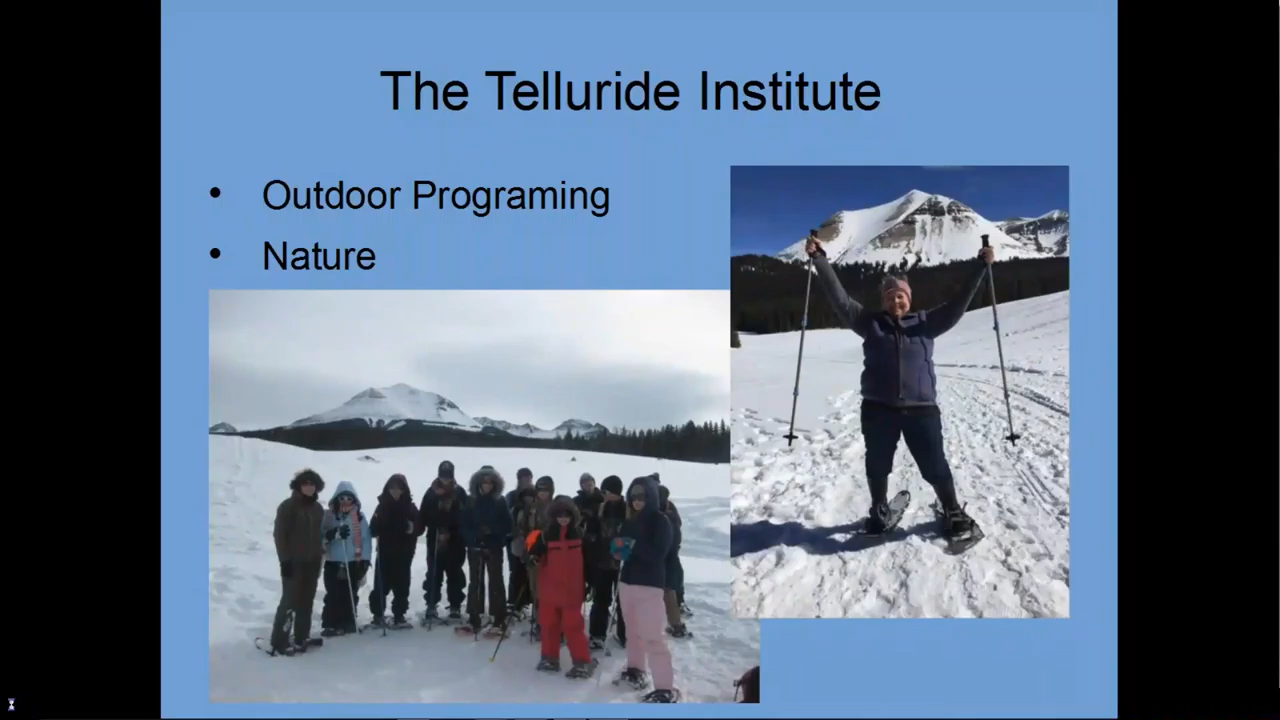 The Telluride Institute
• Outdoor Programing
• Nature